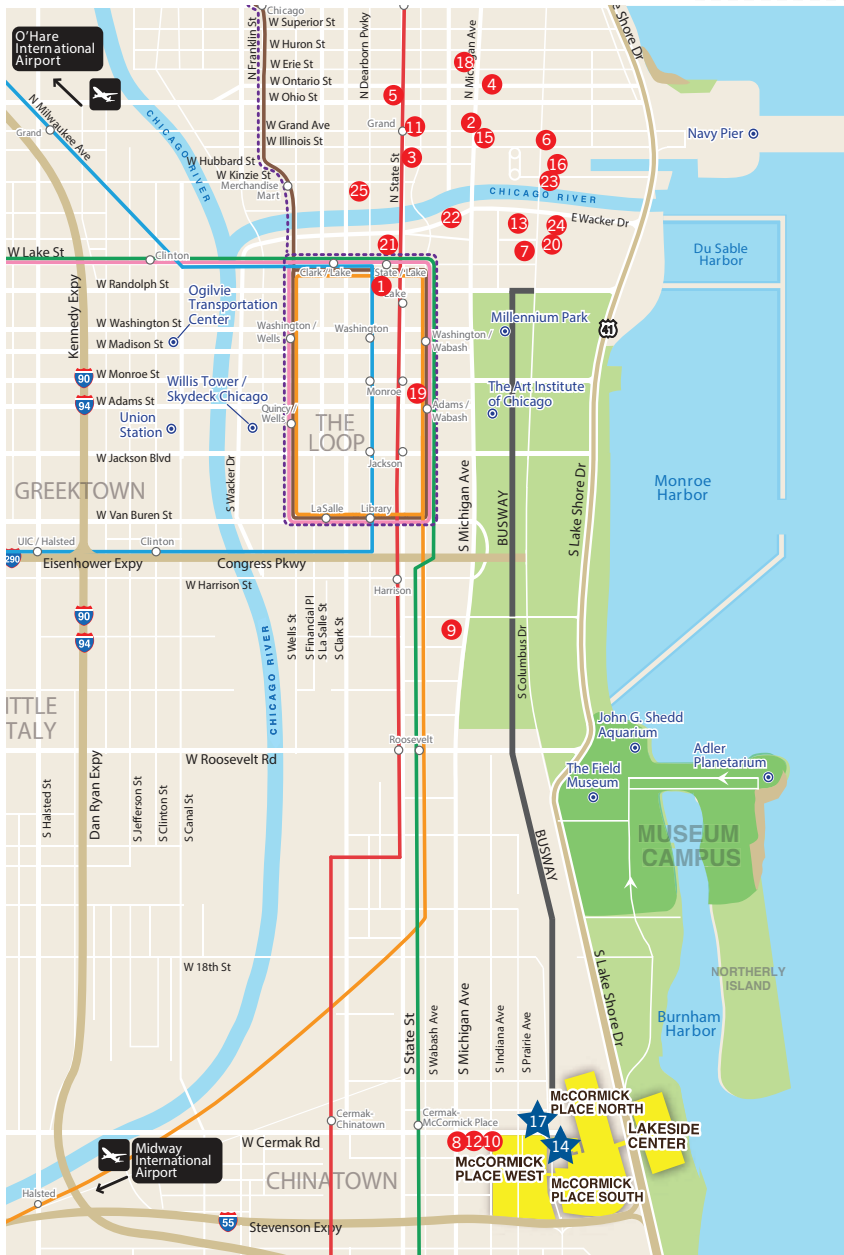 Chicago
O'Hare
International
Airport
N Franklin St
W Superior St
W Huron St
W Erie St
W Ontario St
W Ohio St
N Dearborn Pwky
N Michigan Ave
e Shore Dr
18
4
5
N Milwaukee Ave
Grand
CHICAGO RIVER
W Grand Ave
W Illinois St
Grand
11
2
15
6
Navy Pier
W Hubbard St
W Kinzie St
Merchandise
Mart
3
N State St
16
23
25
CHICAGO RIVER
22
13
24
E Wacker Dr
W Lake St
Clinton
21
7
20
Du Sable
Harbor
Clark / Lake
State / Lake
W Randolph St
1
Lake
Kennedy Expy
Ogilvie
Transportation
Center
W Washington St
W Madison St
Washington /
Wells
Washington
Washington /
Wabash
Millennium Park
41
90
94
W Monroe St
W Adams St
Willis Tower /
Skydeck Chicago
Monroe
19
The Art Institute
of Chicago
Union
Station
Quincy/
Wells
THE
LOOP
Adams /
Wabash
W Jackson Blvd
Jackson
GREEKTOWN
S Wacker Dr
S Michigan Ave
BUSWAY
S Lake Shore Dr
Monroe
Harbor
W Van Buren St
LaSalle
Library
UIC / Halsted
Clinton
290
Eisenhower Expy
Congress Pkwy
W Harrison St
Harrison
90
94
CHICAGO RIVER
S Wells St
S Financial Pl
S La Salle St
S Clark St
9
S Columbus Dr
ITTLE
TALY
Roosevelt
W Roosevelt Rd
John G. Shedd
Aquarium
Adler
Planetarium
The Field
Museum
S Halsted St
Dan Ryan Expy
S Jefferson St
S Clinton St
S Canal St
MUSEUM
CAMPUS
BUSWAY
W 18th St
S Lake Shore Dr
NORTHERLY
ISLAND
Burnham
Harbor
S State St
S Wabash Ave
S Michigan Ave
S Indiana Ave
S Prairie Ave
McCORMICK
PLACE NORTH
17
Cermak-
Chinatown
Cermak-
McCormick Place
LAKESIDE
CENTER
W Cermak Rd
8
12
10
14
Midway
International
Airport
McCORMICK
PLACE WEST
CHINATOWN
McCORMICK
PLACE SOUTH
Halsted
55
Stevenson Expy